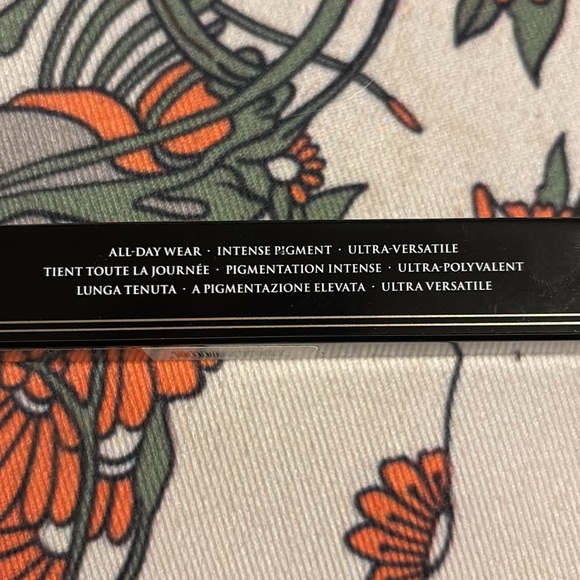 ALL-DAY WEAR · INTENSE PIGMENT · ULTRA-VERSATILE
TIENT TOUTE LA JOURNÉE · PIGMENTATION INTENSE · ULTRA-POLYVALENT
LUNGA TENUTA · A PIGMENTAZIONE ELEVATA · ULTRA VERSATILE